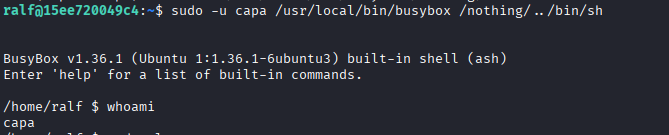 ralf@15ee720049c4:~$ sudo -u capa /usr/local/bin/busybox /nothing/../bin/sh
BusyBox v1.36.1 (Ubuntu 1:1.36.1-6ubuntu3) built-in shell (ash)
Enter 'help' for a list of built-in commands.
/home/ralf $ whoami
capa